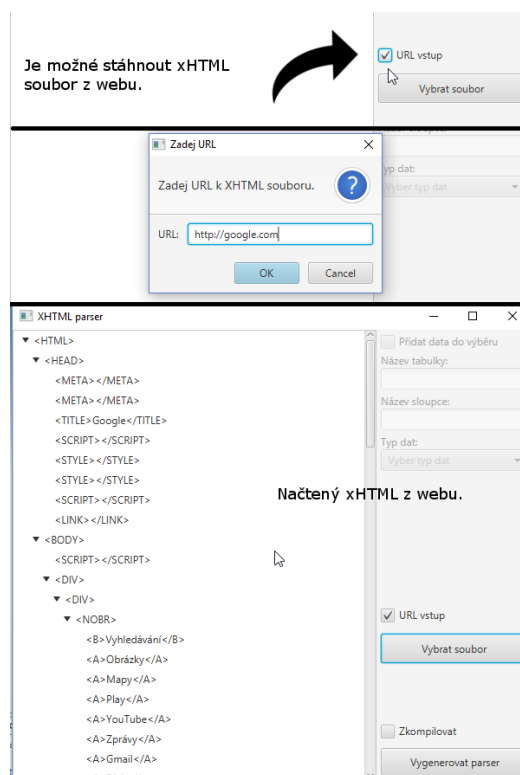 Je možné stáhnout xHTML
soubor z webu.
URL vstup
Vybrat soubor
Typ dat:
Vyber typ dat
Zadej URL
Zadej URL k XHTML souboru.
?
URL: http://google.com
OK Cancel
XHTML parser
<HTML>
<HEAD>
<META></META>
<META></META>
<TITLE>Google</TITLE>
<SCRIPT></SCRIPT>
<STYLE></STYLE>
<STYLE></STYLE>
<SCRIPT></SCRIPT>
<LINK></LINK>
<BODY>
<SCRIPT></SCRIPT>
<DIV>
<DIV>
<NOBR>
<B>Vyhledávání</B>
<A>Obrázky</A>
<A>Mapy</A>
<A>Play</A>
<A>YouTube</A>
<A>Zprávy</A>
<A>Gmail</A>
Přidat data do výběru
Název tabulky:
Název sloupce:
Typ dat:
Vyber typ dat
Načtený xHTML z webu.
URL vstup
Vybrat soubor
Zkompilovat
Vygenerovat parser